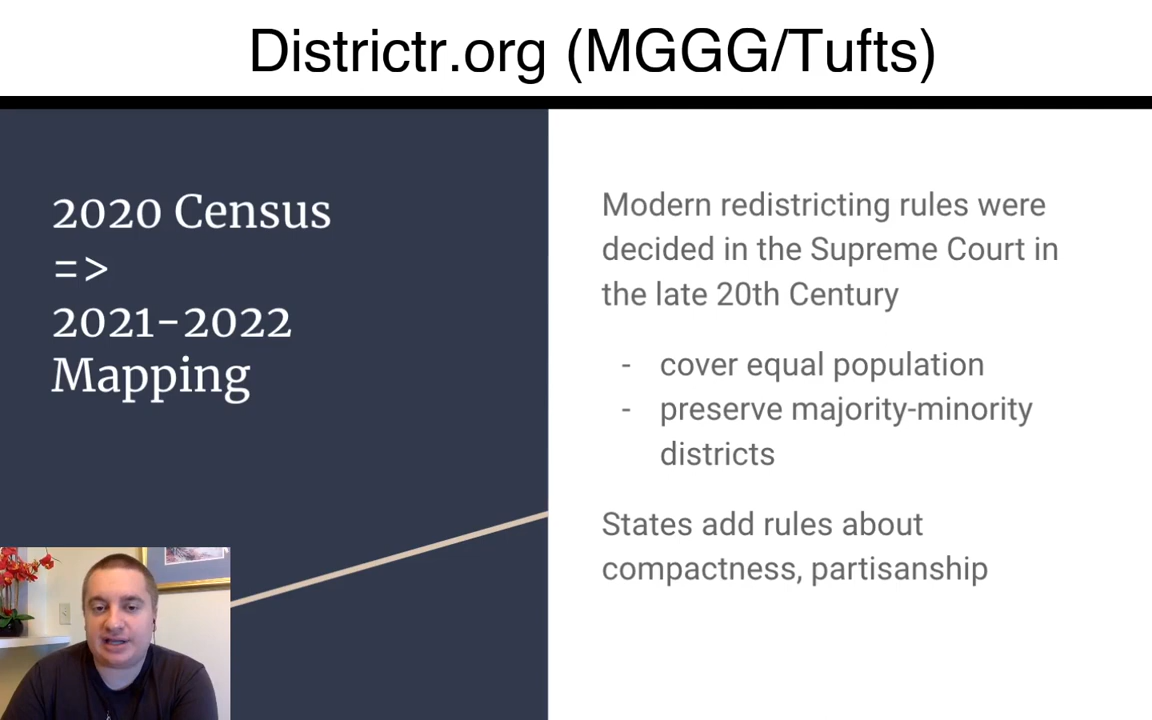 Districtr.org (MGGG/Tufts)
2020 Census
=>
2021-2022
Mapping
Modern redistricting rules were
decided in the Supreme Court in
the late 20th Century
- cover equal population
- preserve majority-minority
districts
States add rules about
compactness, partisanship